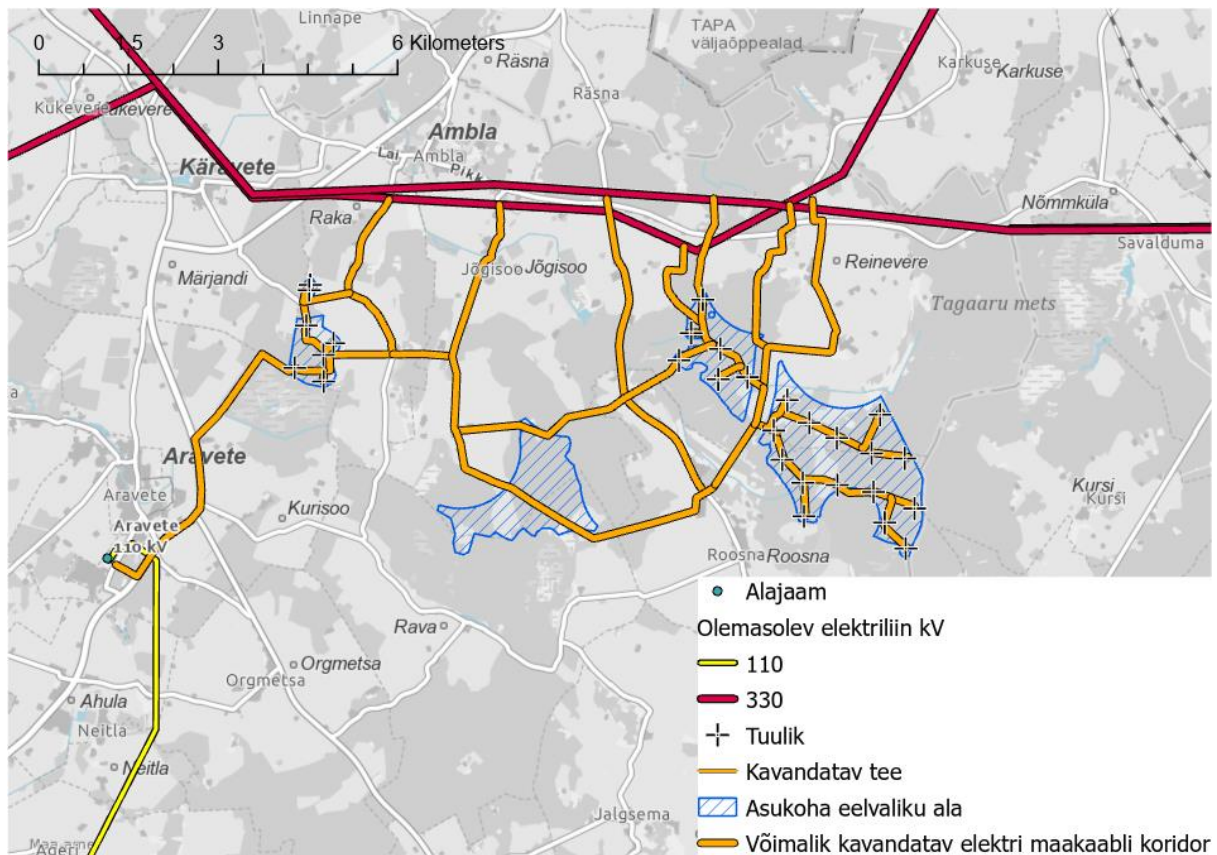 Linnape
TAPA
väljaõppealad
0
1.5
3
6 Kilometers
Räsna
Karkuse
Karkuse
Kukevere
Räsna
Ambla
Lai
Ambla
Pikk
Käravete
Raka
Nõmmküla
Savalduma
Märjandi
Jõgisoo
Jõgisoo
Reinevere
Tagaaru mets
Aravete
Aravete
Kurisoo
Kursi
Kursi
Aravete
110 kV
Roosna
Roosna
Rava
Orgmetsa
Orgmetsa
Ahula
Neitla
Neitla
Jalgsema
Ageri
Alajaam
Olemasolev elektriliin kV
110
330
Tuulik
Kavandatav tee
Asukoha eelvaliku ala
Võimalik kavandatav elektri maakaabli koridor